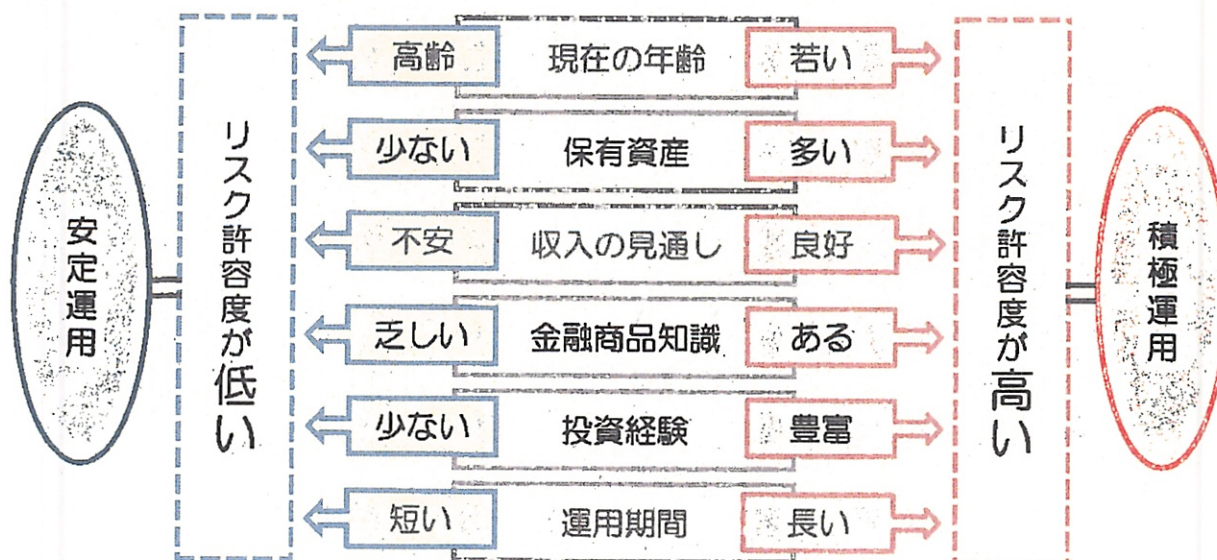 安定運用
リスク許容度が低い
高齢 現在の年齢 若い
少ない 保有資産 多い
不安 収入の見通し 良好
乏しい 金融商品知識 ある
少ない 投資経験 豊富
短い 運用期間 長い
リスク許容度が高い
積極運用